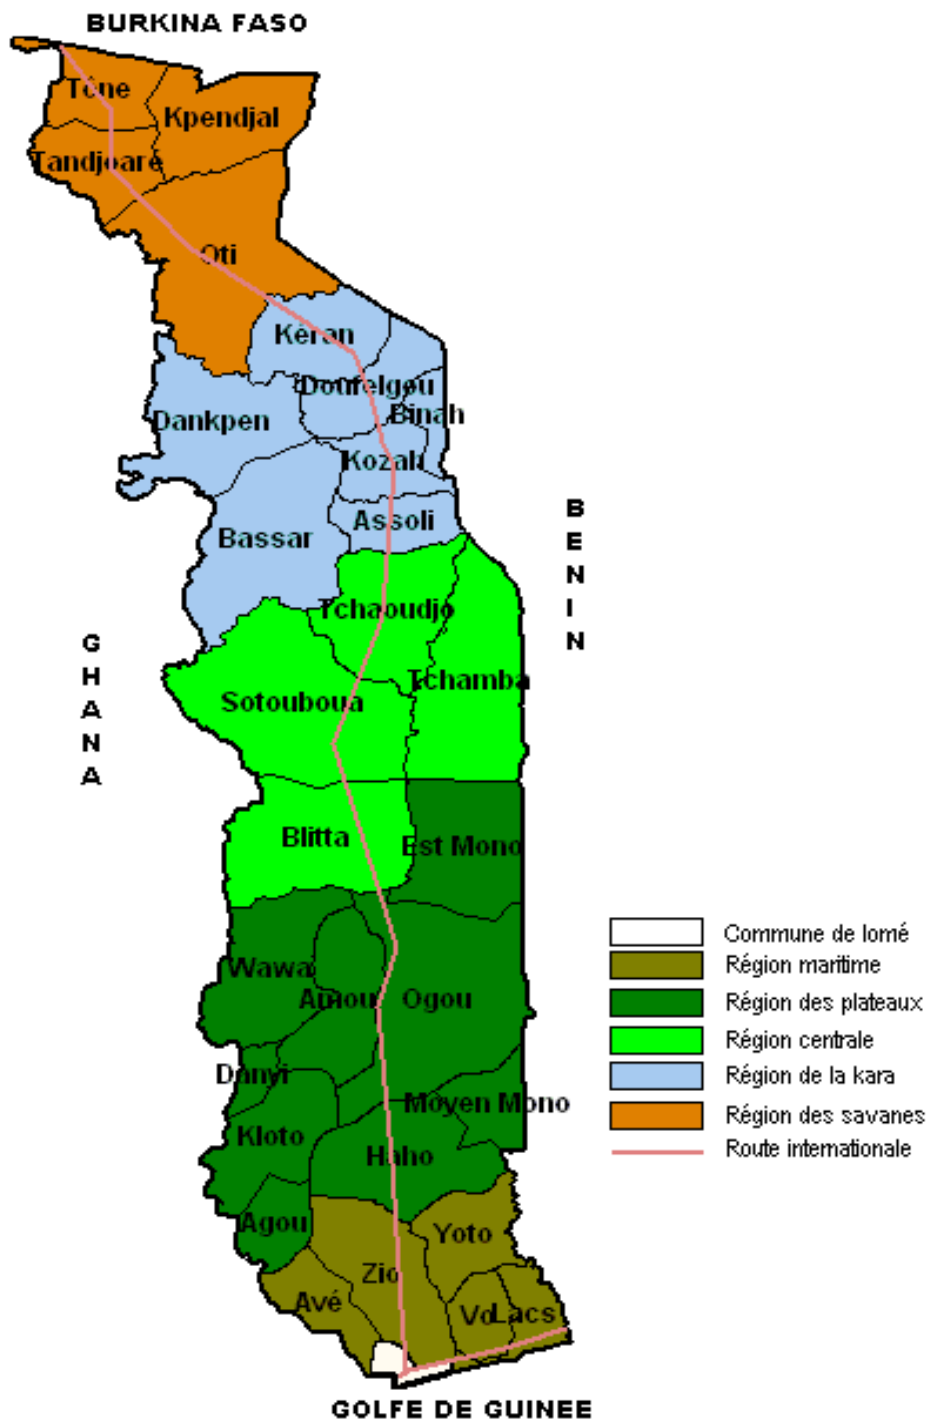 BURKINA FASO
Tône
Kpendjal
Tandjoaré
Oti
Kéran
Doufelgou
Binah
Dankpen
Kozah
Assoli
Bassar
BENIN
Tchaoudjo
GHANA
Tchamba
Sotouboua
Blitta
Est Mono
Wawa
Amou
Ogou
Danyi
Moyen Mono
Kloto
Haho
Agou
Yoto
Zio
Avé
Vo
Lacs
Commune de lomé
Région maritime
Région des plateaux
Région centrale
Région de la kara
Région des savanes
Route internationale
GOLFE DE GUINEE